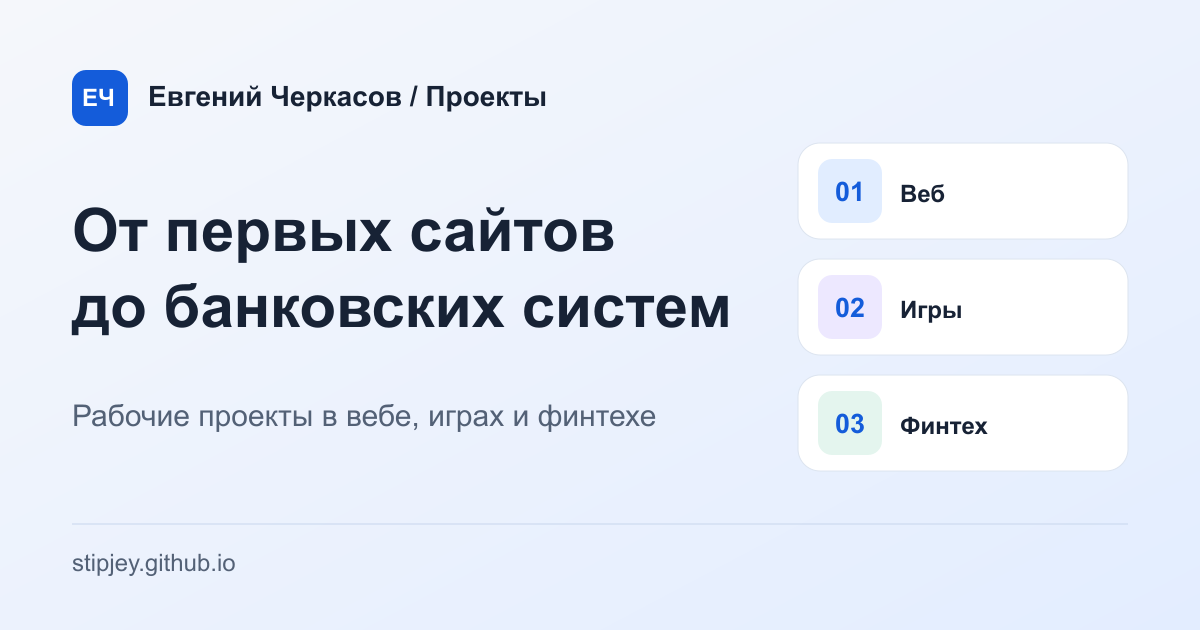 ЕЧ
Евгений Черкасов / Проекты
От первых сайтов
до банковских систем
Рабочие проекты в вебе, играх и финтехе
01
Веб
02
Игры
03
Финтех
stipjey.github.io